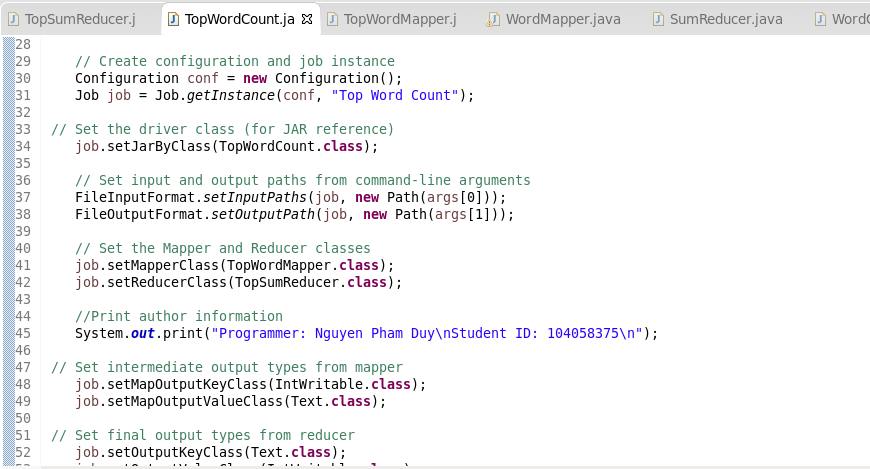 TopSumReducer.j TopWordCount.ja TopWordMapper.j WordMapper.java SumReducer.java WordC
28
29 // Create configuration and job instance
30 Configuration conf = new Configuration();
31 Job job = Job.getInstance(conf, "Top Word Count");
32
33 // Set the driver class (for JAR reference)
34 job.setJarByClass(TopWordCount.class);
35
36 // Set input and output paths from command-line arguments
37 FileInputFormat.setInputPaths(job, new Path(args[0]));
38 FileOutputFormat.setOutputPath(job, new Path(args[1]));
39
40 // Set the Mapper and Reducer classes
41 job.setMapperClass(TopWordMapper.class);
42 job.setReducerClass(TopSumReducer.class);
43
44 //Print author information
45 System.out.print("Programmer: Nguyen Pham Duy\nStudent ID: 104058375\n");
46
47 // Set intermediate output types from mapper
48 job.setMapOutputKeyClass(IntWritable.class);
49 job.setMapOutputValueClass(Text.class);
50
51 // Set final output types from reducer
52 job.setOutputKeyClass(Text.class);